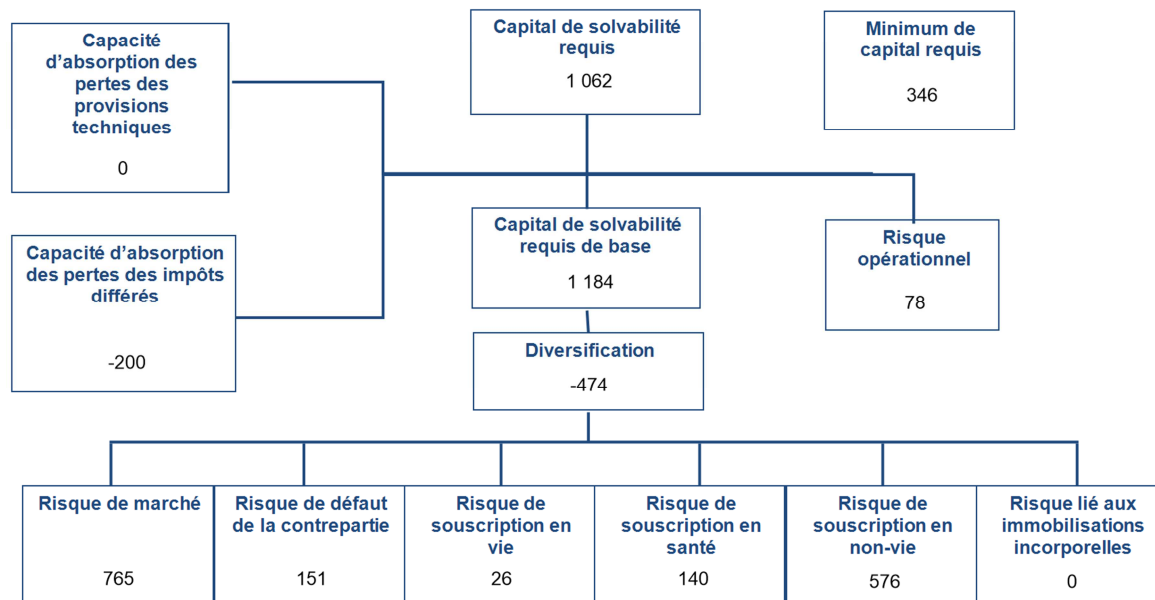 Capacité
d’absorption des
pertes des
provisions
techniques
0
Capital de solvabilité
requis
1 062
Minimum de
capital requis
346
Capacité d’absorption
des pertes des impôts
différés
-200
Capital de solvabilité
requis de base
1 184
Risque
opérationnel
78
Diversification
-474
Risque de marché
765
Risque de défaut
de la contrepartie
151
Risque de
souscription en
vie
26
Risque de
souscription en
santé
140
Risque de
souscription en
non-vie
576
Risque lié aux
immobilisations
incorporelles
0